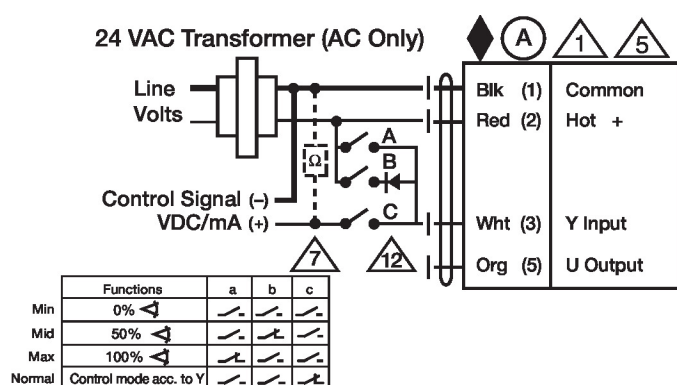 24 VAC Transformer (AC Only)
A
1
5
Line
Volts
Blk (1) Common
Red (2) Hot +
A
B
Ω
Control Signal (–)
VDC/mA (+)
C
Wht (3) Y Input
7
12
Org (5) U Output
Functions a b c
Min 0%
Mid 50%
Max 100%
Normal Control mode acc. to Y